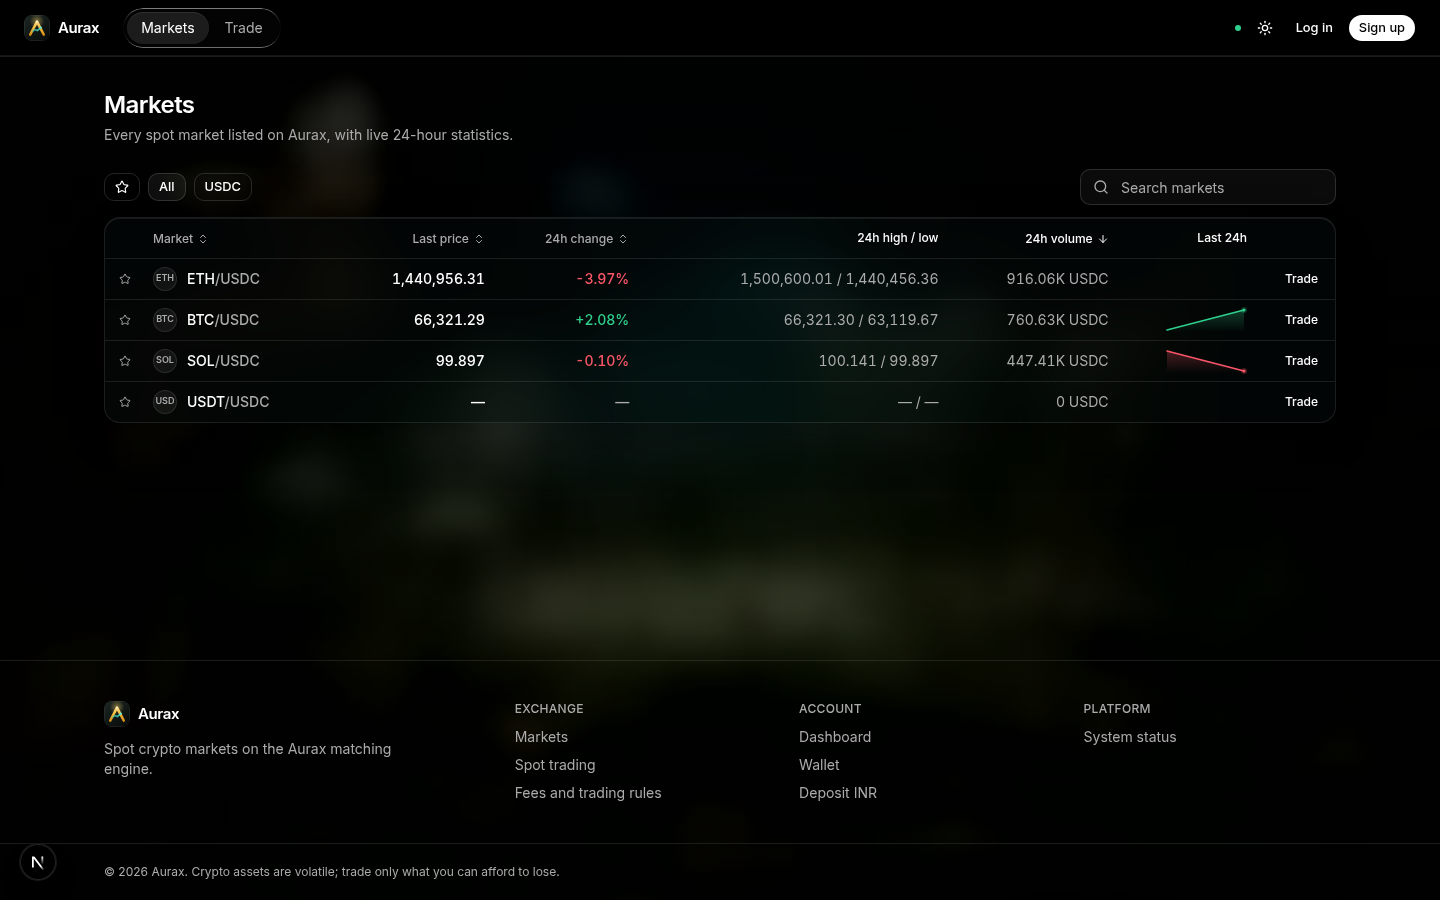 Aurax Markets Trade Log in Sign up
Markets
Every spot market listed on Aurax, with live 24-hour statistics.
All USDC Search markets
Market Last price 24h change 24h high / low 24h volume Last 24h
ETH ETH/USDC 1,440,956.31 -3.97% 1,500,600.01 / 1,440,456.36 916.06K USDC Trade
BTC BTC/USDC 66,321.29 +2.08% 66,321.30 / 63,119.67 760.63K USDC Trade
SOL SOL/USDC 99.897 -0.10% 100.141 / 99.897 447.41K USDC Trade
USD USDT/USDC — — — / — 0 USDC Trade
Aurax EXCHANGE ACCOUNT PLATFORM
Spot crypto markets on the Aurax matching
engine.
Markets Dashboard System status
Spot trading Wallet
Fees and trading rules Deposit INR
N
© 2026 Aurax. Crypto assets are volatile; trade only what you can afford to lose.